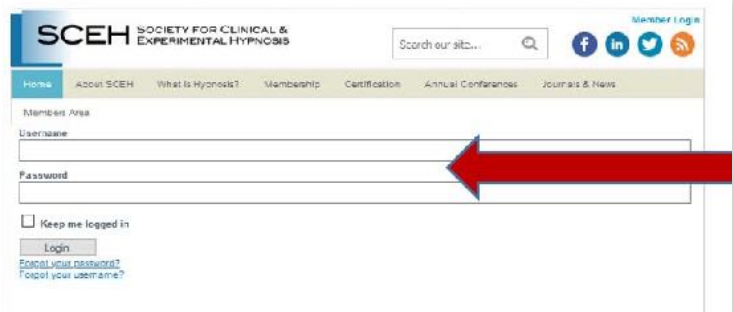 Member Login
SCEH SOCIETY FOR CLINICAL &
EXPERIMENTAL HYPNOSIS
Search our site...
Home About SCEH What is Hypnosis? Membership Certification Annual Conferences Journals & News
Members Area
Username
Password
Keep me logged in
Login
Forgot your password?
Forgot your username?